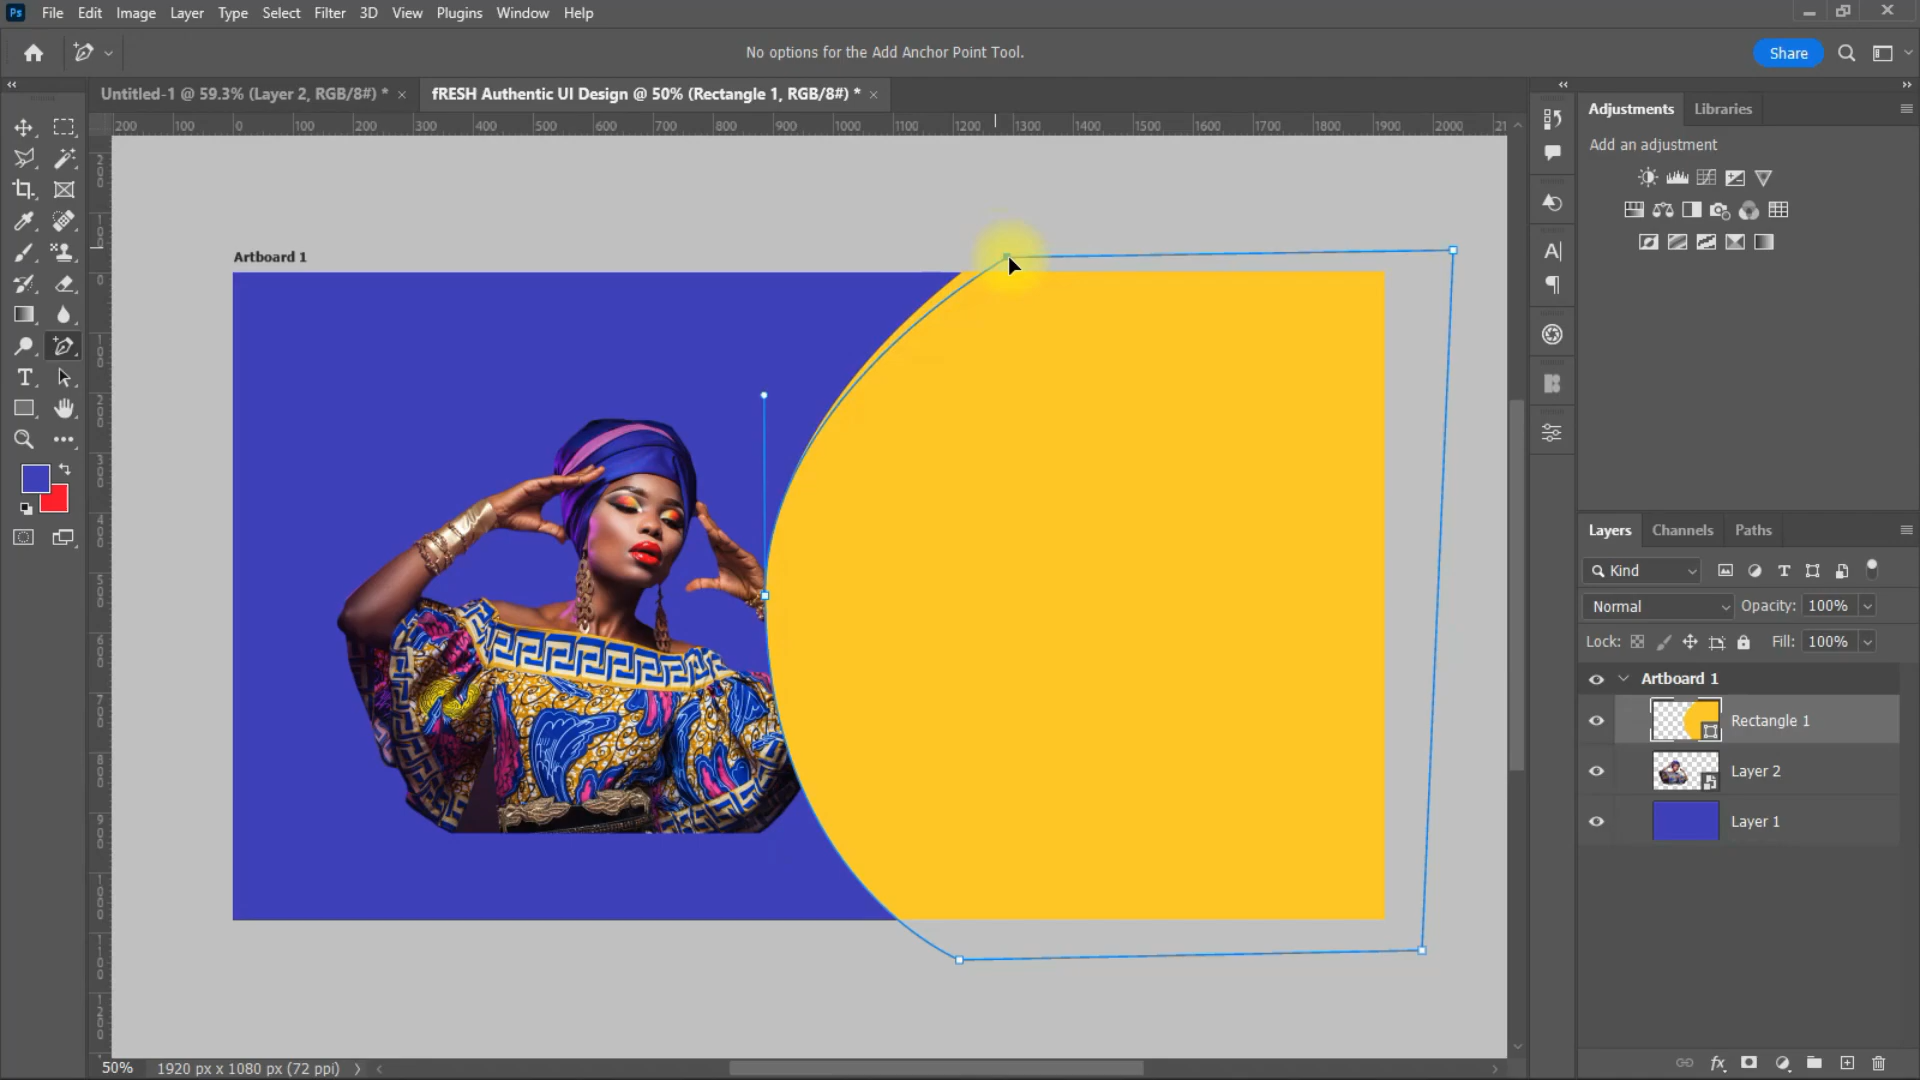 Ps File Edit Image Layer Type Select Filter 3D View Plugins Window Help
No options for the Add Anchor Point Tool.
Share
Untitled-1 @ 59.3% (Layer 2, RGB/8#) *
fRESH Authentic UI Design @ 50% (Rectangle 1, RGB/8#) *
200 100 0 100 200 300 400 500 600 700 800 900 1000 1100 1200 1300 1400 1500 1600 1700 1800 1900 2000 21
Artboard 1
Adjustments Libraries
Add an adjustment
Layers Channels Paths
Kind
Normal Opacity: 100%
Lock: Fill: 100%
Artboard 1
Rectangle 1
Layer 2
Layer 1
50% 1920 px x 1080 px (72 ppi)